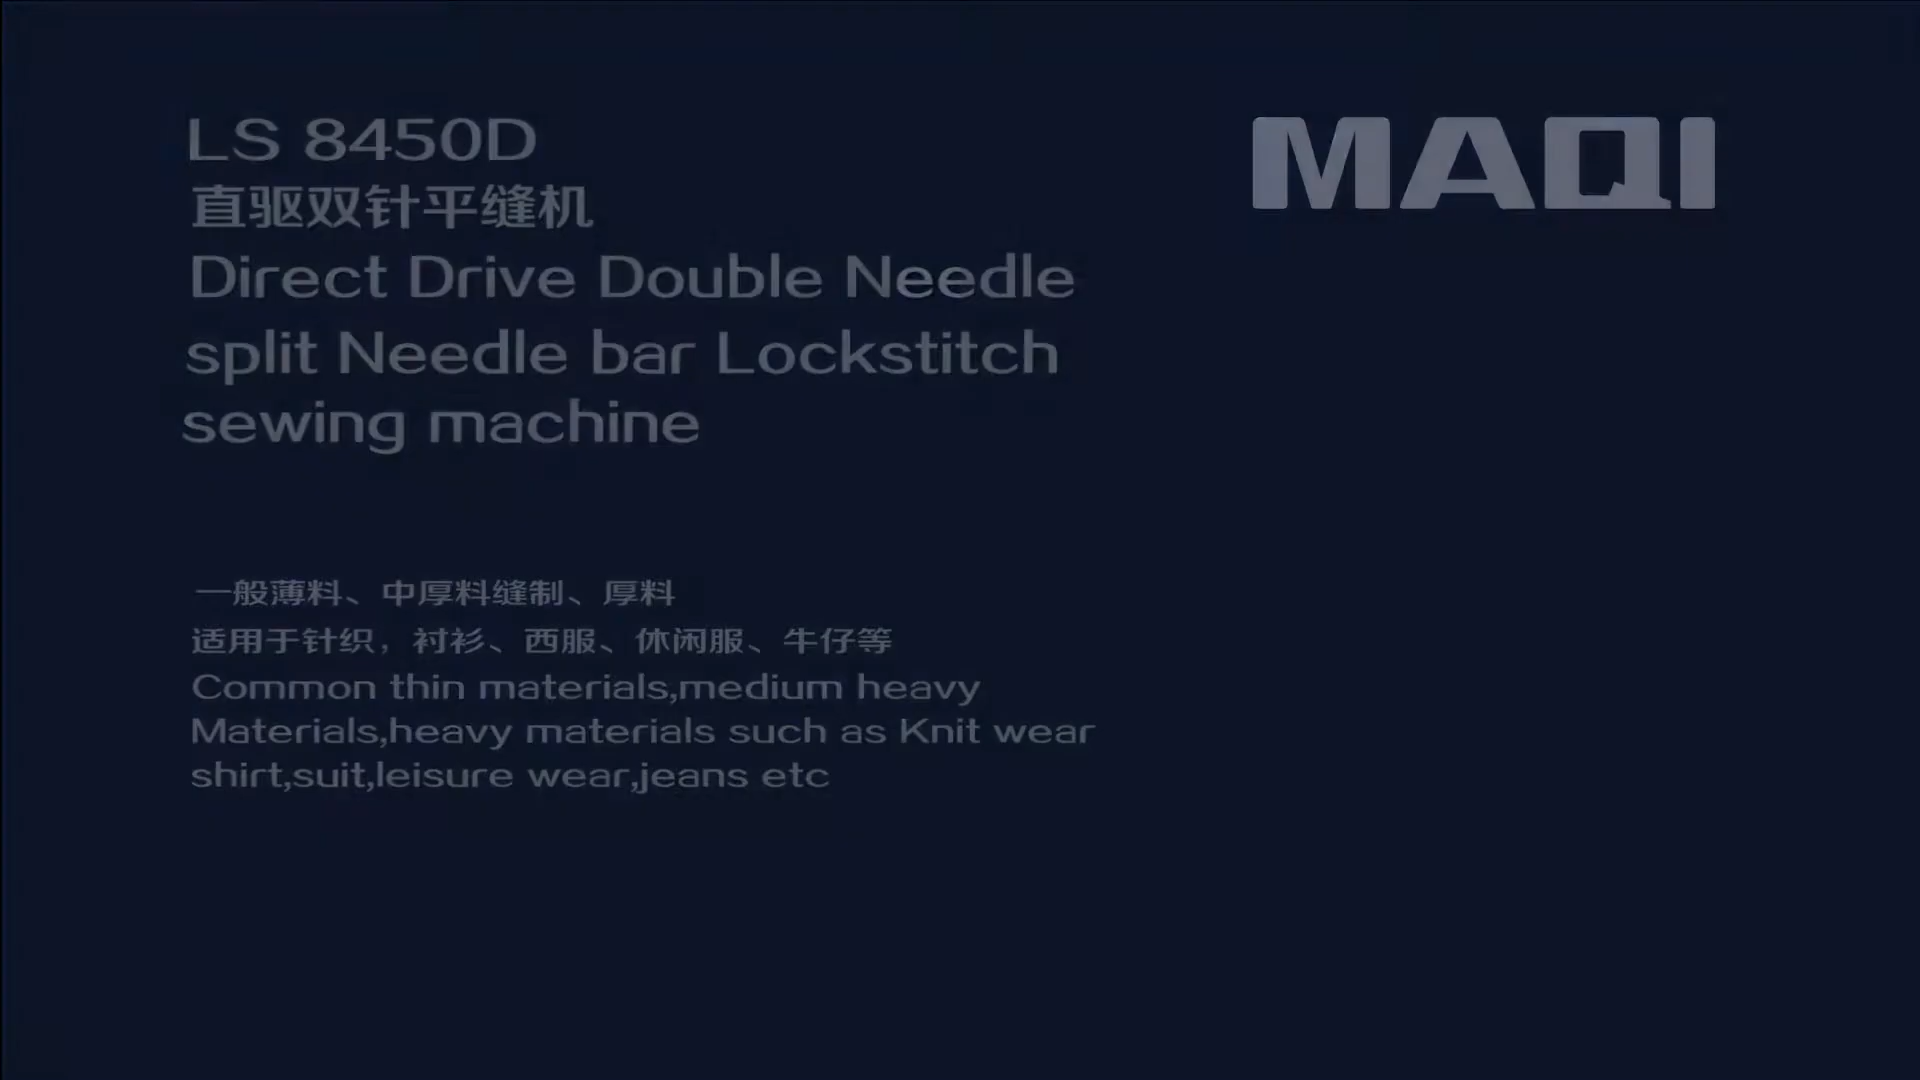 LS 8450D
MAQI
直驱双针平缝机
Direct Drive Double Needle
split Needle bar Lockstitch
sewing machine
一般薄料、中厚料缝制、厚料
适用于针织，衬衫、西服、休闲服、牛仔等
Common thin materials,medium heavy
Materials,heavy materials such as Knit wear
shirt,suit,leisure wear,jeans etc